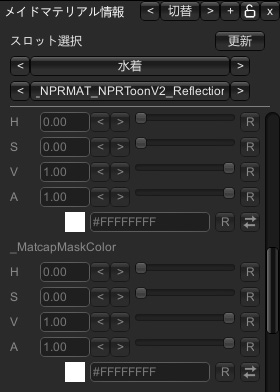 メイドマテリアル情報 < 切替 > + x
スロット選択 更新
< 水着 >
< _NPRMAT_NPRToonV2_Reflection >
H 0.00 < > R
S 0.00 < > R
V 1.00 < > R
A 1.00 < > R
#FFFFFFFF R
_MatcapMaskColor
H 0.00 < > R
S 0.00 < > R
V 1.00 < > R
A 1.00 < > R
#FFFFFFFF R